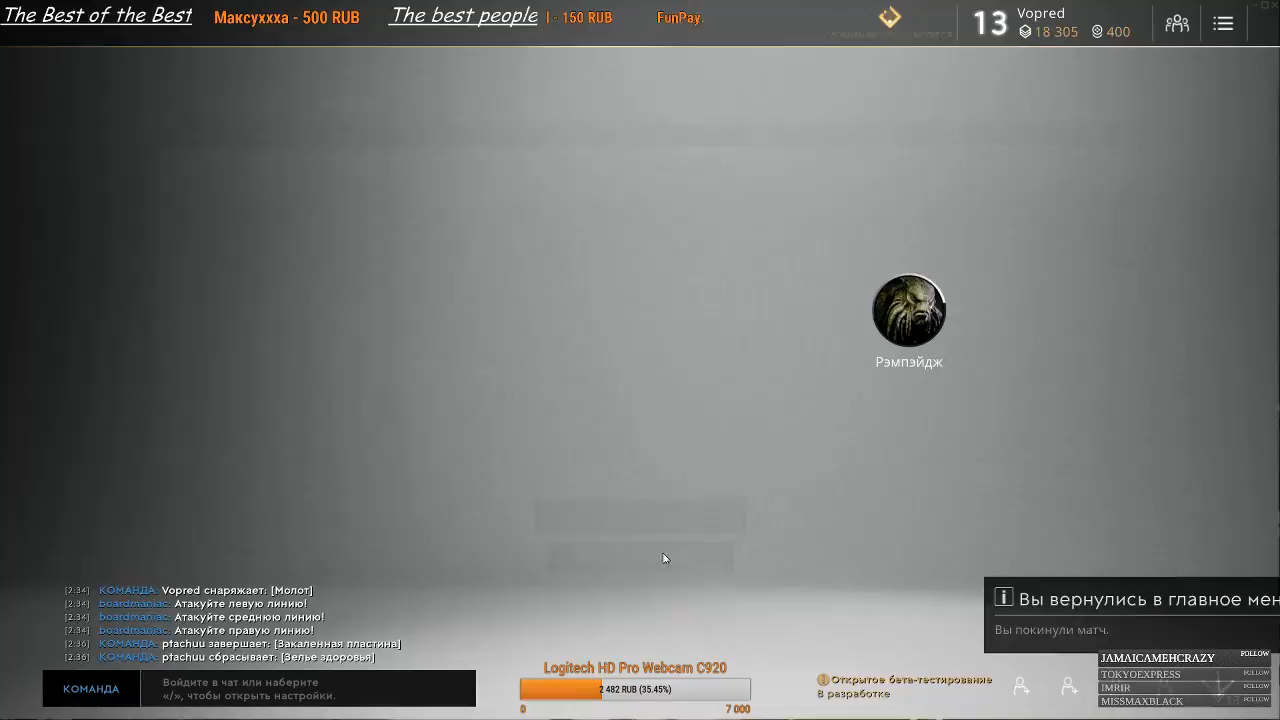 The Best of the Best
Максуххха - 500 RUB
The best people
l - 150 RUB
FunPay.
13
Vopred
18 305
400
Рэмпэйдж
[2:34] КОМАНДА: Vopred снаряжает: [Молот]
[2:34] boardmaniac: Атакуйте левую линию!
[2:34] boardmaniac: Атакуйте среднюю линию!
[2:34] boardmaniac: Атакуйте правую линию!
[2:36] КОМАНДА: ptachuu завершает: [Закаленная пластина]
[2:36] КОМАНДА: ptachuu сбрасывает: [Зелье здоровья]
КОМАНДА
Войдите в чат или наберите
</>, чтобы открыть настройки.
Logitech HD Pro Webcam C920
2 482 RUB (35.45%)
0
7 000
Открытое бета-тестирование
В разработке
Вы вернулись в главное мен
Вы покинули матч.
JAMAICAMEHCRAZY FOLLOW
TOKYOEXPRESS FOLLOW
IMRIR FOLLOW
MISSMAXBLACK FOLLOW